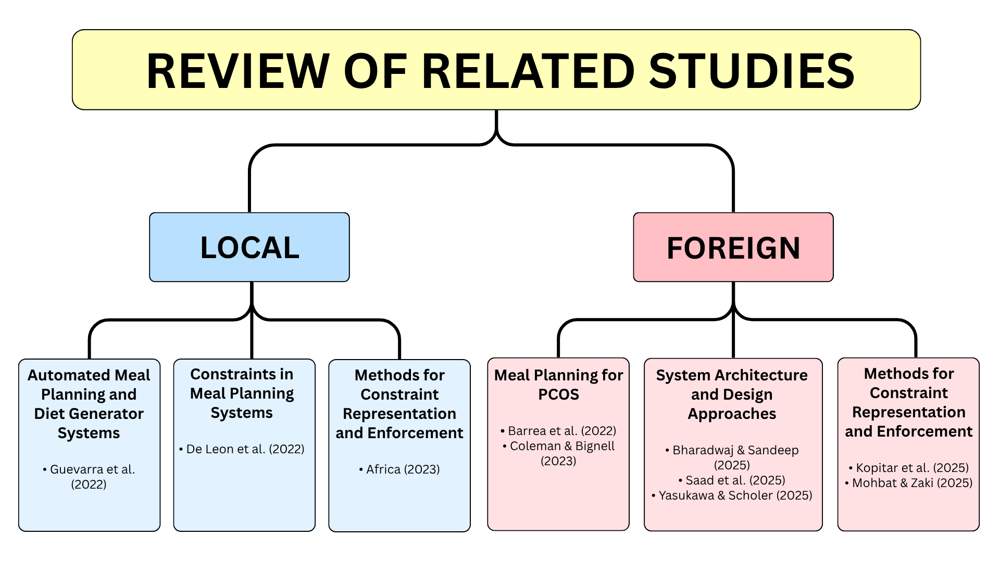 REVIEW OF RELATED STUDIES
LOCAL
FOREIGN
Automated Meal
Planning and
Diet Generator
Systems
• Guevarra et al.
(2022)
Constraints in
Meal Planning
Systems
• De Leon et al. (2022)
Methods for
Constraint
Representation
and Enforcement
• Africa (2023)
Meal Planning for
PCOS
• Barrea et al. (2022)
• Coleman & Bignell
(2023)
System Architecture
and Design
Approaches
• Bharadwaj & Sandeep
(2025)
• Saad et al. (2025)
• Yasukawa & Scholer (2025)
Methods for
Constraint
Representation
and Enforcement
• Kopitar et al. (2025)
• Mohbat & Zaki (2025)